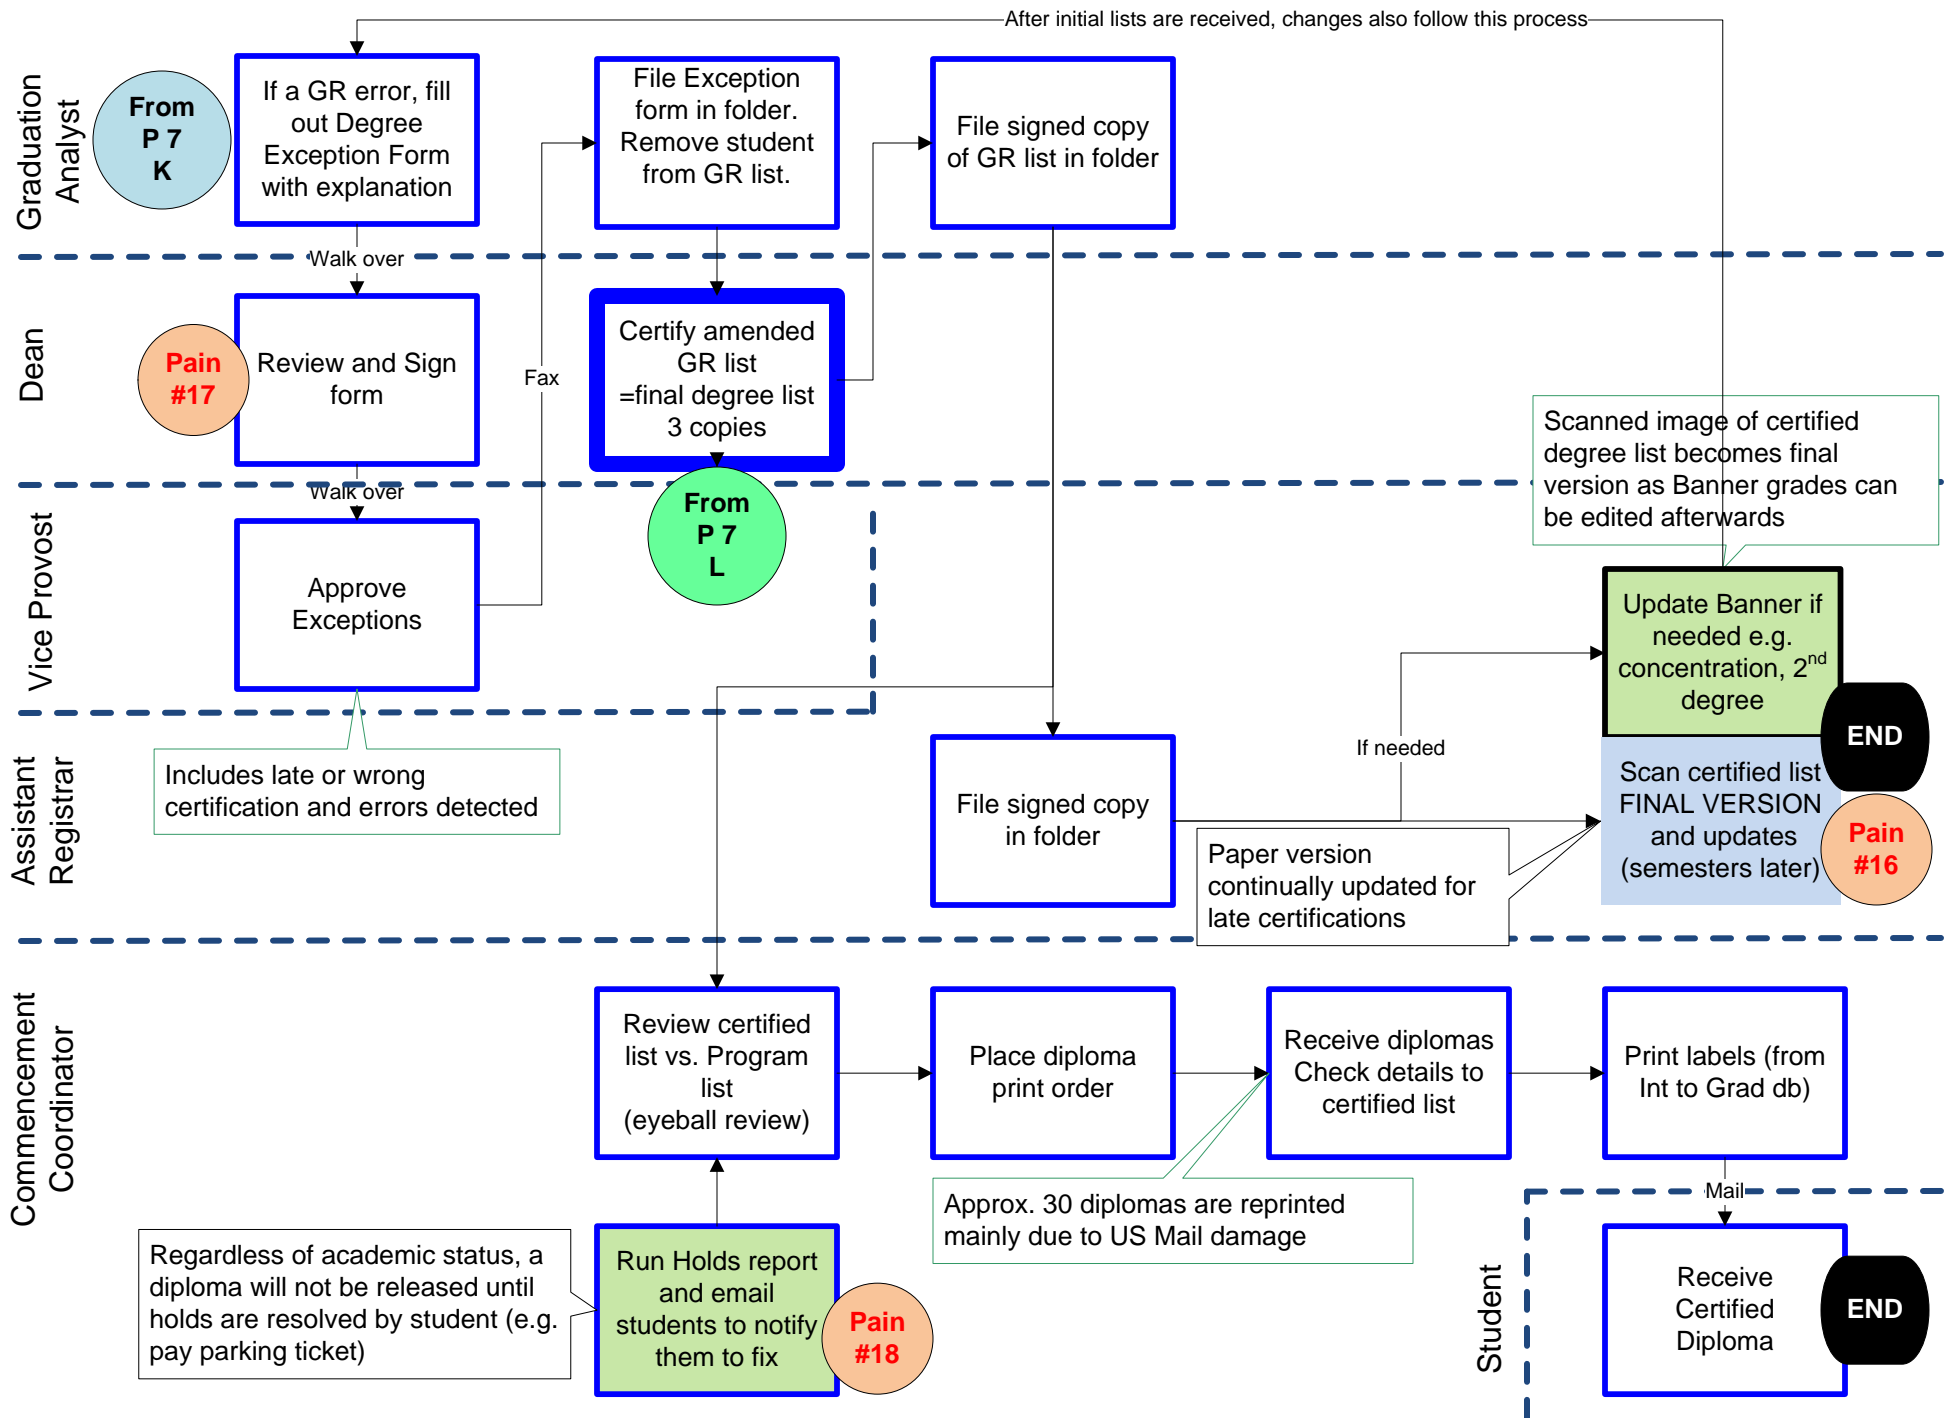 After initial lists are received, changes also follow this process
Graduation
Analyst
From
P 7
K
If a GR error, fill
out Degree
Exception Form
with explanation
File Exception
form in folder.
Remove student
from GR list.
File signed copy
of GR list in folder
Walk over
Dean
Pain
#17
Review and Sign
form
Fax
Certify amended
GR list
=final degree list
3 copies
Scanned image of certified
degree list becomes final
version as Banner grades can
be edited afterwards
Walk over
Vice Provost
From
P 7
L
Approve
Exceptions
Update Banner if
needed e.g.
concentration, 2nd
degree
END
Assistant
Registrar
Includes late or wrong
certification and errors detected
File signed copy
in folder
If needed
Scan certified list
FINAL VERSION
and updates
(semesters later)
Pain
#16
Paper version
continually updated for
late certifications
Commencement
Coordinator
Review certified
list vs. Program
list
(eyeball review)
Place diploma
print order
Receive diplomas
Check details to
certified list
Print labels (from
Int to Grad db)
Approx. 30 diplomas are reprinted
mainly due to US Mail damage
Mail
Regardless of academic status, a
diploma will not be released until
holds are resolved by student (e.g.
pay parking ticket)
Run Holds report
and email
students to notify
them to fix
Pain
#18
Student
Receive
Certified
Diploma
END